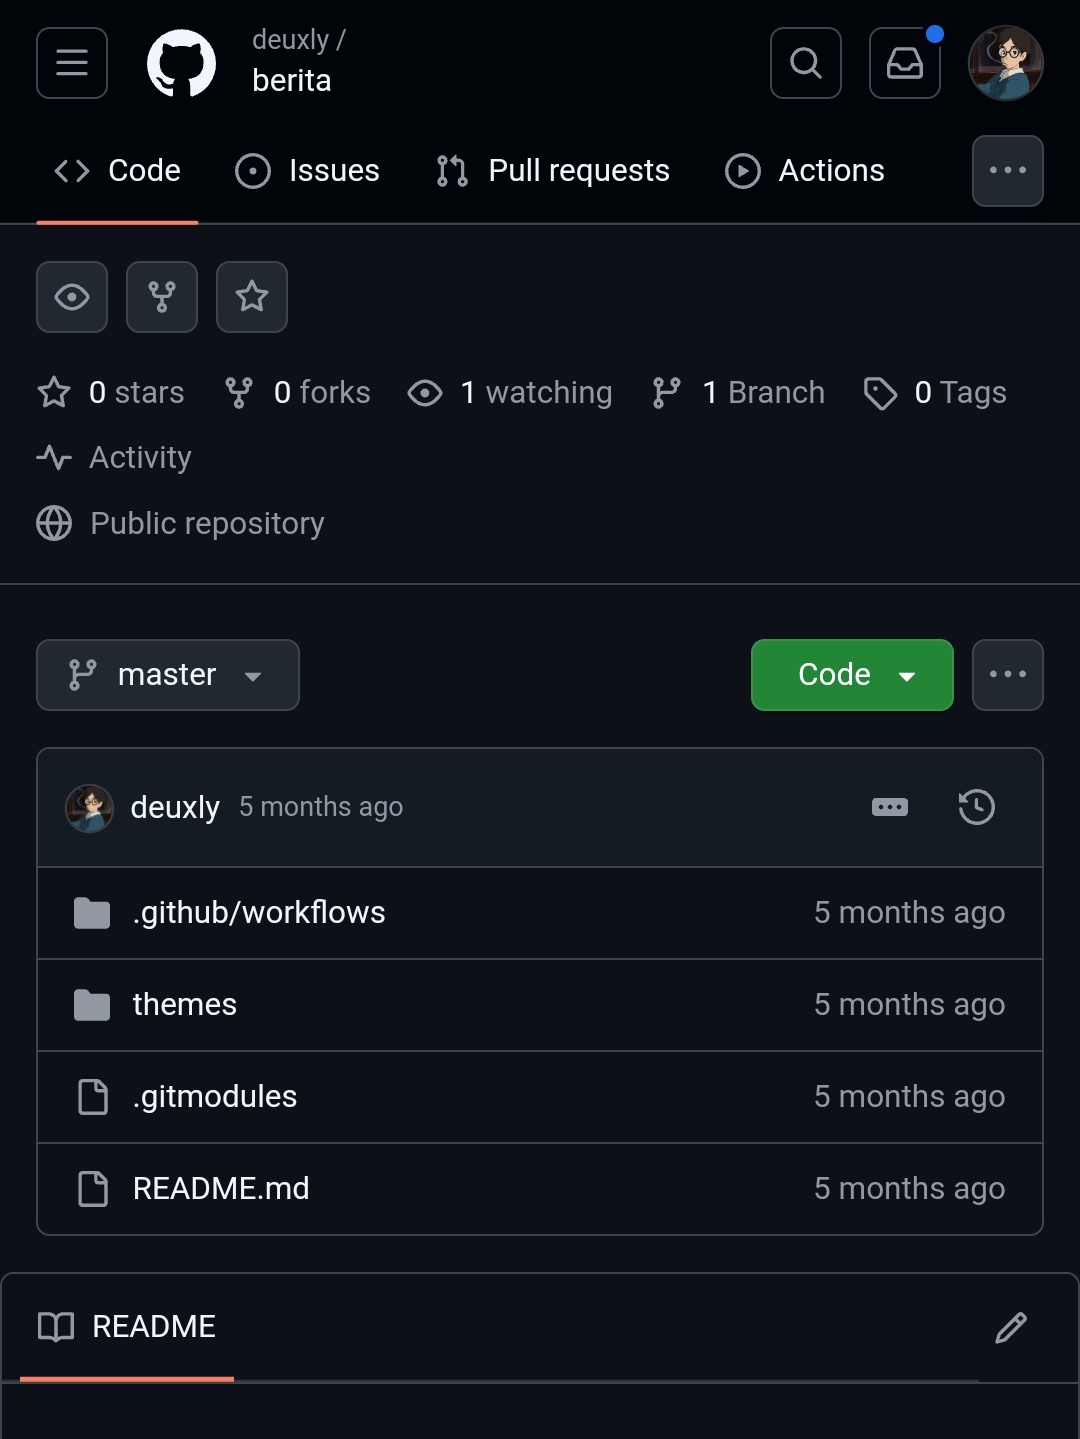 deuxly /
berita
Code Issues Pull requests Actions
0 stars 0 forks 1 watching 1 Branch 0 Tags
Activity
Public repository
master Code
deuxly 5 months ago
.github/workflows 5 months ago
themes 5 months ago
.gitmodules 5 months ago
README.md 5 months ago
README